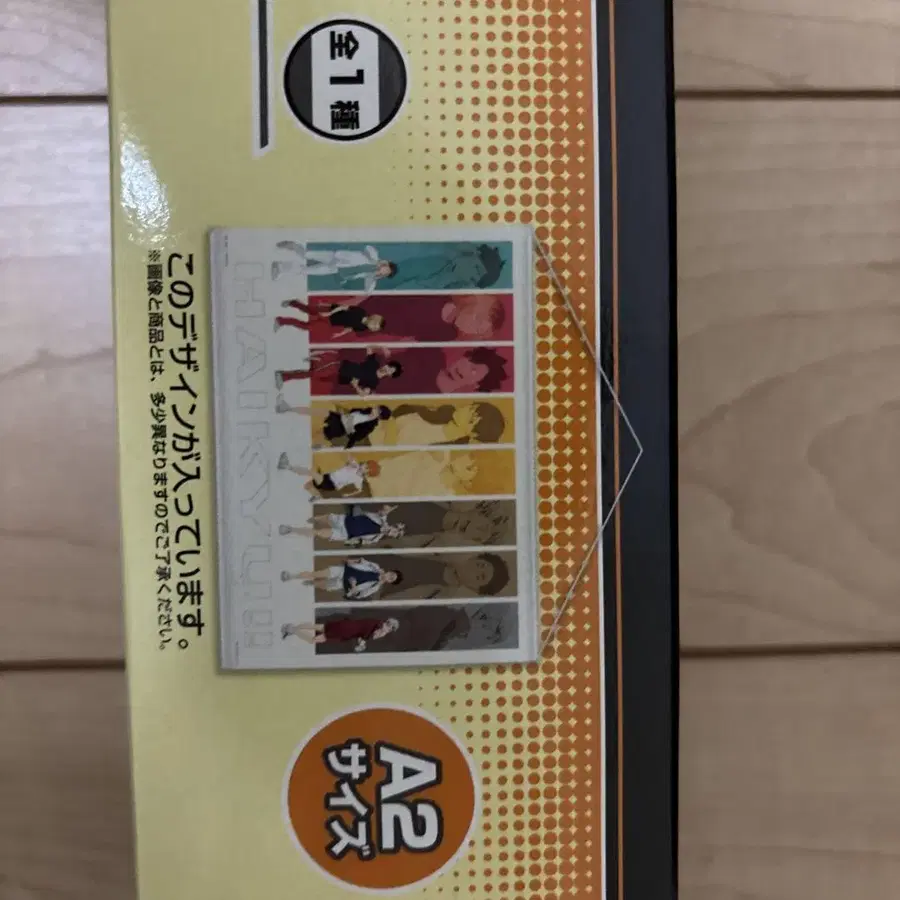 全1種
HAIKYU!!
A2
サイズ
このデザインが入っています。
※画像と商品とは、多少異なりますのでご了承ください。